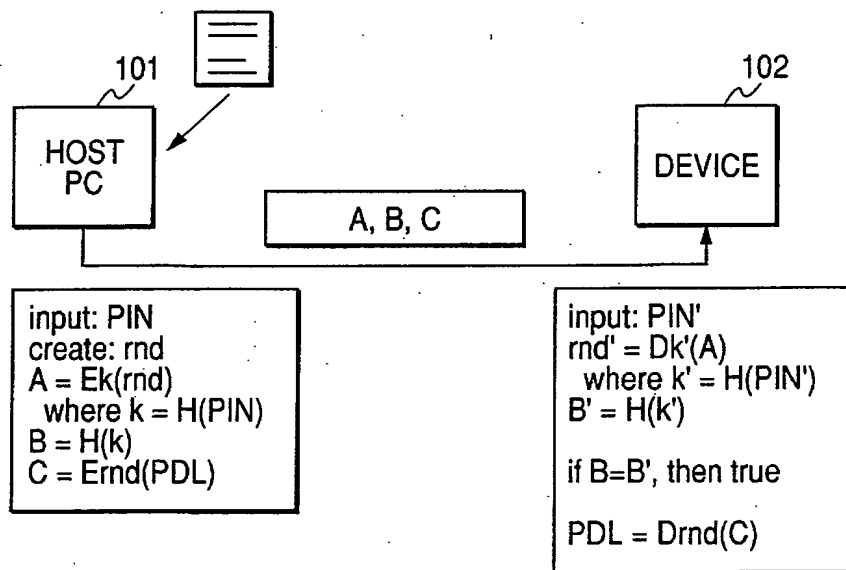 101
HOST
PC
102
DEVICE
A, B, C
input: PIN
create: rnd
A = Ek(rnd)
where k = H(PIN)
B = H(k)
C = Ernd(PDL)
input: PIN'
rnd' = Dk'(A)
where k' = H(PIN')
B' = H(k')
if B=B', then true
PDL = Drnd(C)